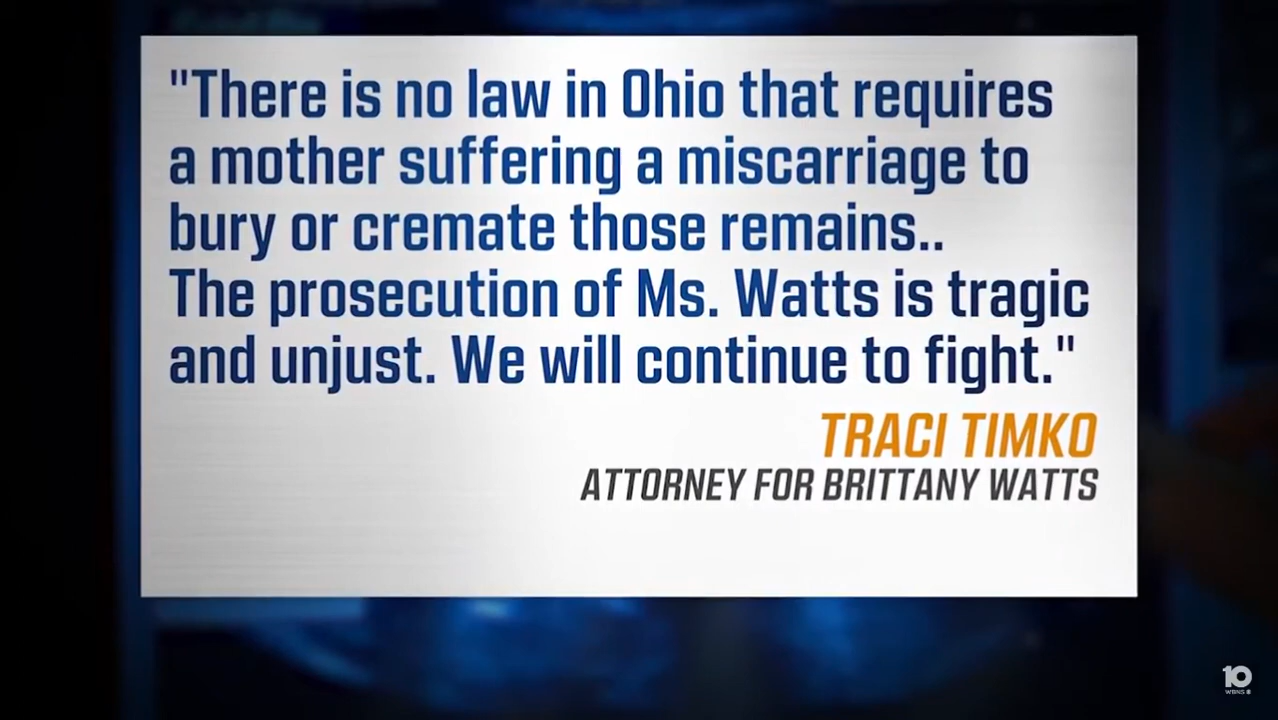 "There is no law in Ohio that requires
a mother suffering a miscarriage to
bury or cremate those remains..
The prosecution of Ms. Watts is tragic
and unjust. We will continue to fight."
TRACI TIMKO
ATTORNEY FOR BRITTANY WATTS
10
WBNS